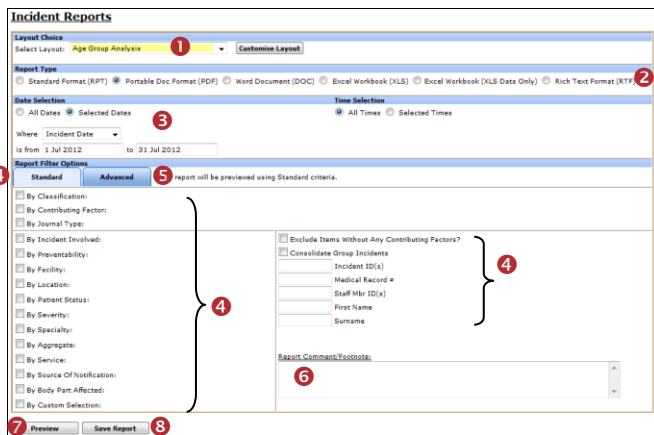 Incident Reports
Layout Choice
Select Layout: Age Group Analysis 1 Customise Layout
Report Type
Standard Format (RPT) Portable Doc Format (PDF) Word Document (DOC) Excel Workbook (XLS) Excel Workbook (XLS Data Only) Rich Text Format (RTF) 2
Date Selection Time Selection
All Dates Selected Dates 3 All Times Selected Times
Where Incident Date
is from 1 Jul 2012 to 31 Jul 2012
Report Filter Options
4 Standard Advanced 5 report will be previewed using Standard criteria.
By Classification:
By Contributing Factor:
By Journal Type:
By Incident Involved: Exclude Items Without Any Contributing Factors?
By Preventability: Consolidate Group Incidents
By Facility: Incident ID(s) 4
By Location: Medical Record #
By Patient Status: Staff Mbr ID(s)
By Severity: 4 First Name
By Specialty: Surname
By Aggregate:
By Service: Report Comment/Footnote:
By Source Of Notification: 6
By Body Part Affected:
By Custom Selection:
7 Preview Save Report 8